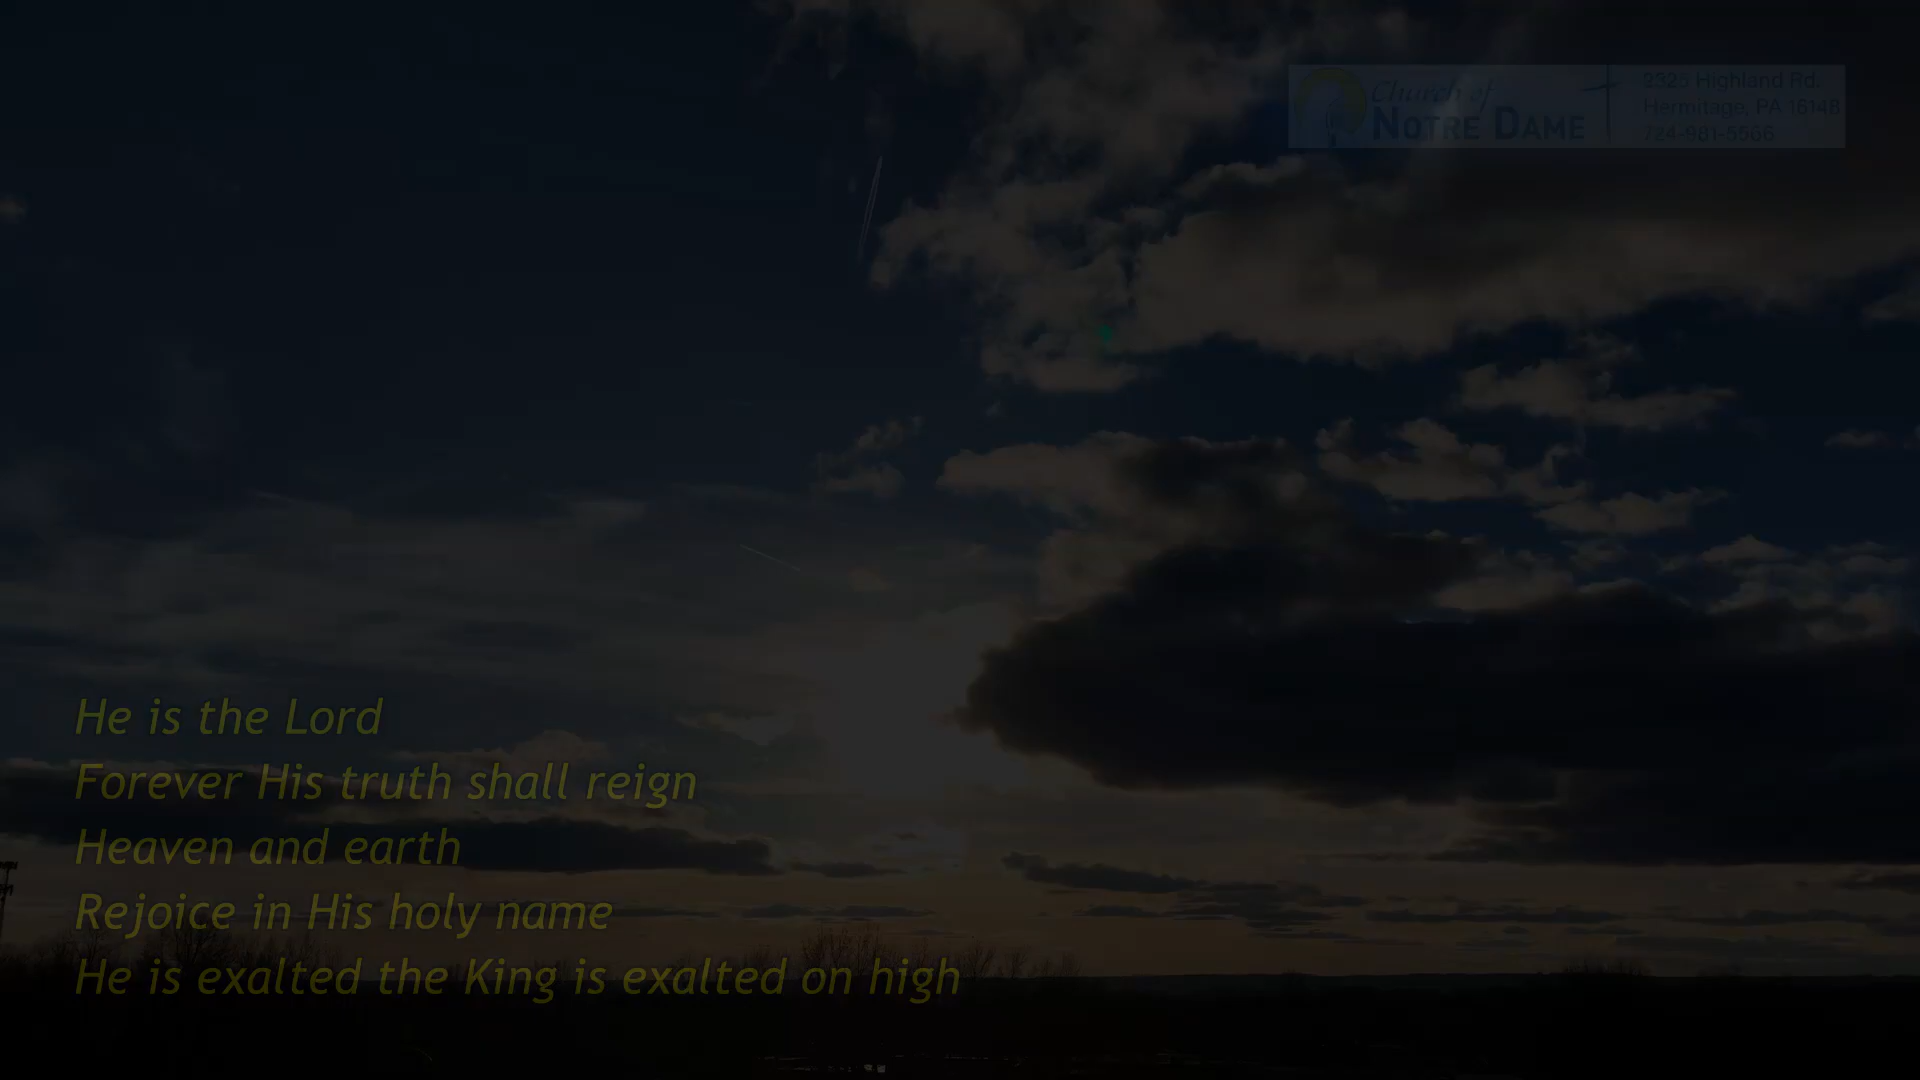 Church of
NOTRE DAME
2325 Highland Rd.
Hermitage, PA 16148
724-981-5566
He is the Lord
Forever His truth shall reign
Heaven and earth
Rejoice in His holy name
He is exalted the King is exalted on high